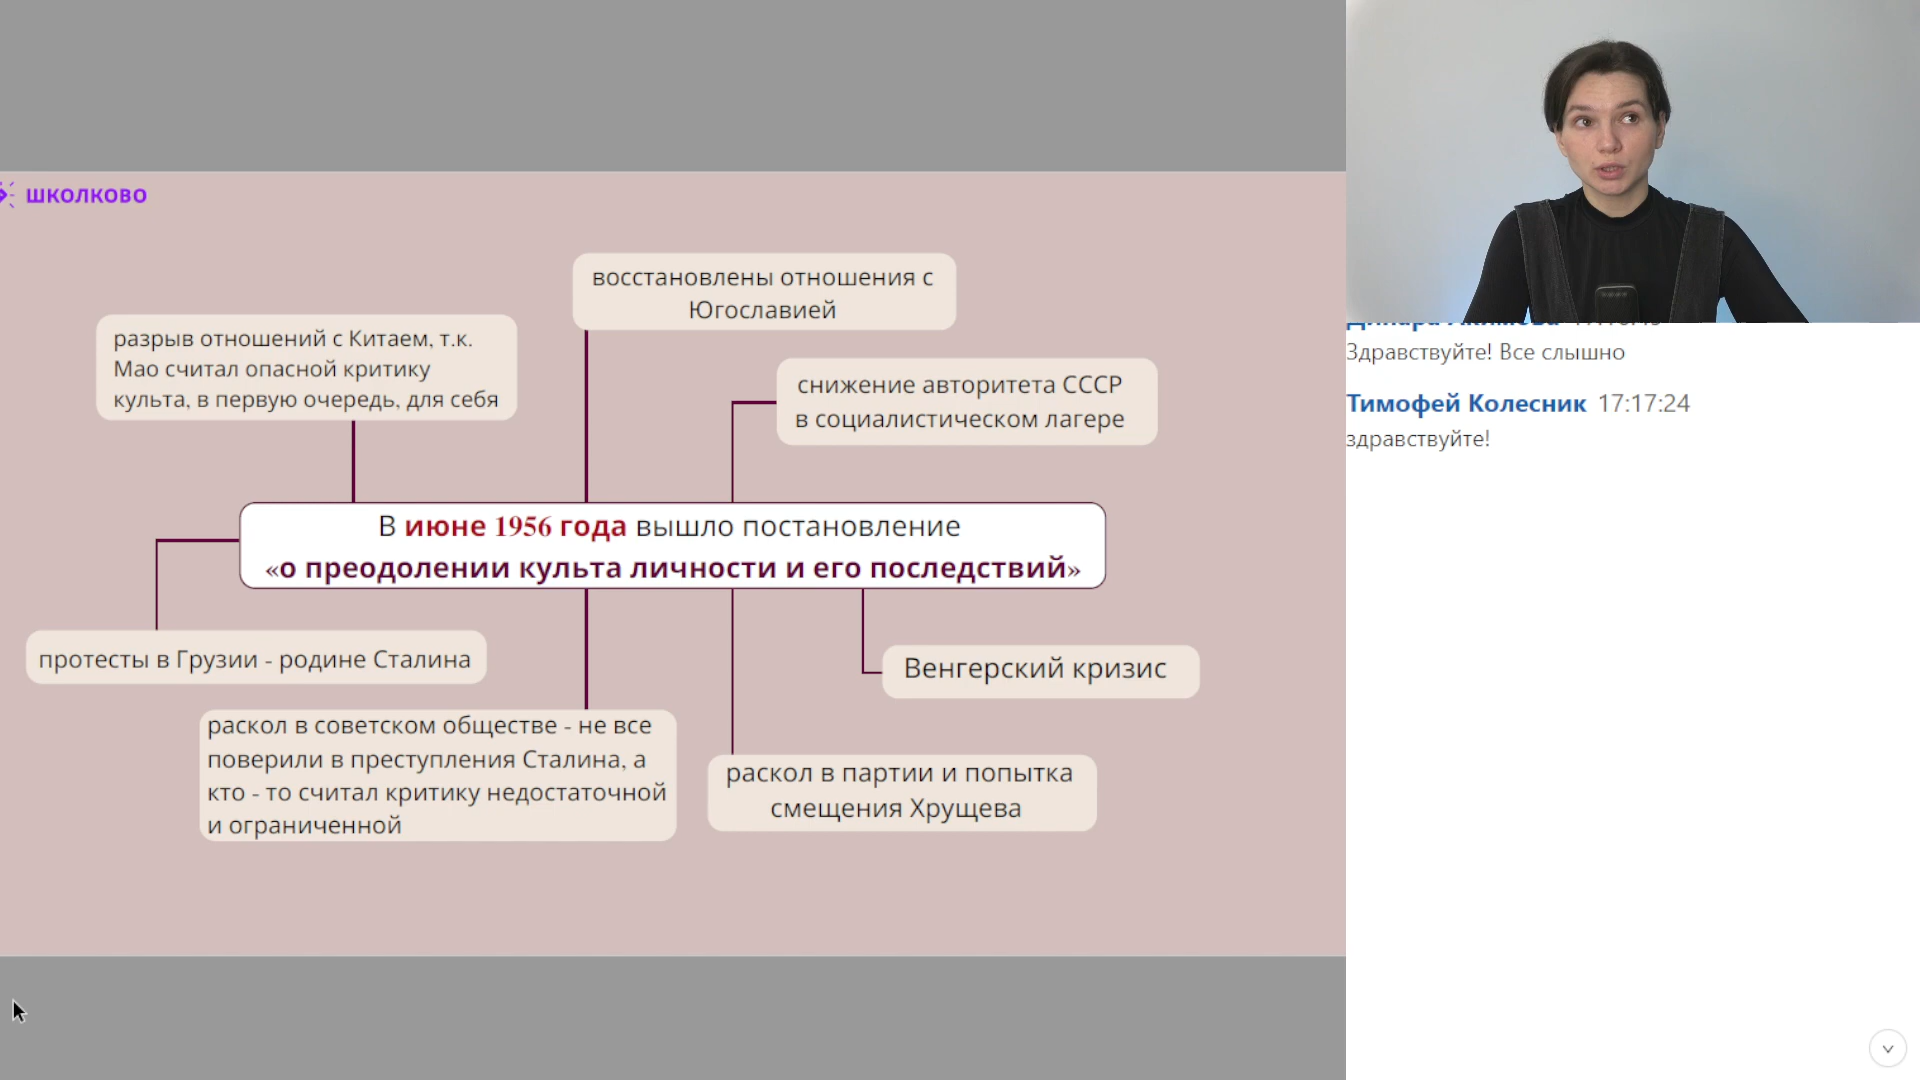 ШКОЛКОВО
восстановлены отношения с
Югославией
разрыв отношений с Китаем, т.к.
Мао считал опасной критику
культа, в первую очередь, для себя
снижение авторитета СССР
в социалистическом лагере
В июне 1956 года вышло постановление
«о преодолении культа личности и его последствий»
протесты в Грузии - родине Сталина
Венгерский кризис
раскол в советском обществе - не все
поверили в преступления Сталина, а
кто - то считал критику недостаточной
и ограниченной
раскол в партии и попытка
смещения Хрущева
Здравствуйте! Все слышно
Тимофей Колесник 17:17:24
здравствуйте!